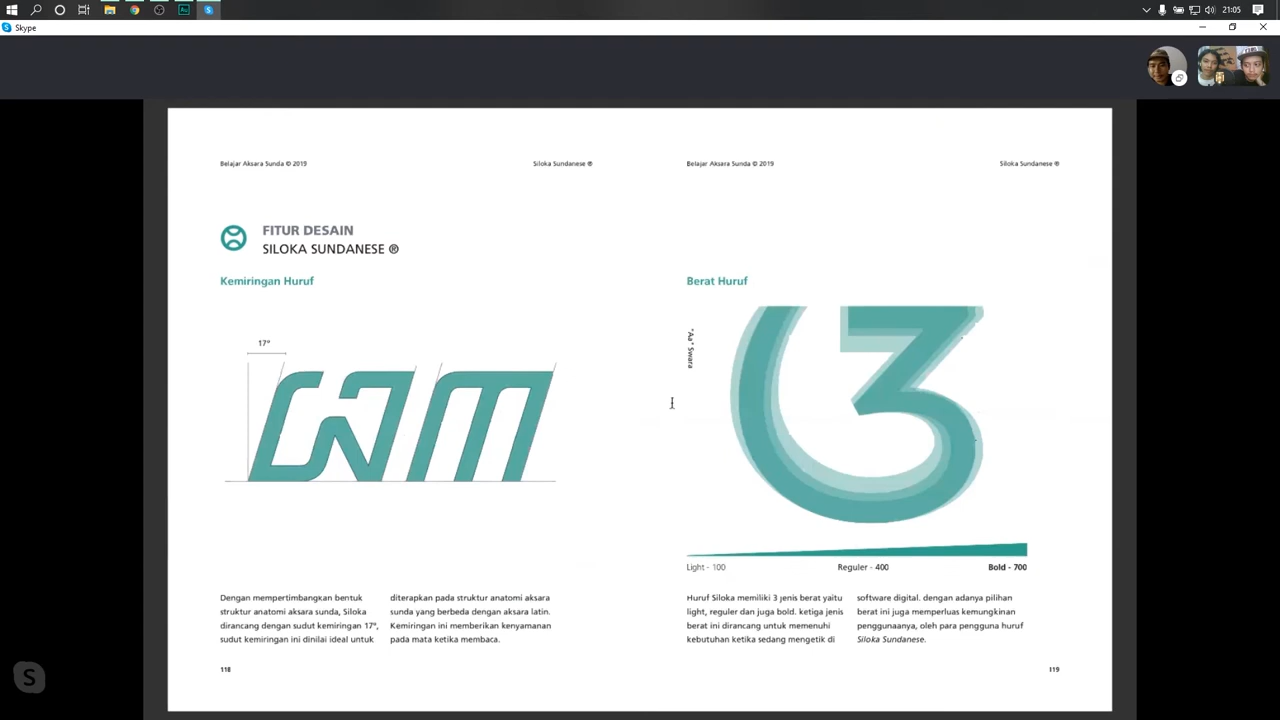 21:05
Skype
Belajar Aksara Sunda © 2019
Siloka Sundanese ®
FITUR DESAIN
SILOKA SUNDANESE ®
Kemiringan Huruf
17°
Dengan mempertimbangkan bentuk
struktur anatomi aksara sunda, Siloka
dirancang dengan sudut kemiringan 17°,
sudut kemiringan ini dinilai ideal untuk
diterapkan pada struktur anatomi aksara
sunda yang berbeda dengan aksara latin.
Kemiringan ini memberikan kenyamanan
pada mata ketika membaca.
118
Belajar Aksara Sunda © 2019
Siloka Sundanese ®
Berat Huruf
"Aa" Swara
Light - 100
Reguler - 400
Bold - 700
Huruf Siloka memiliki 3 jenis berat yaitu
light, reguler dan juga bold. ketiga jenis
berat ini dirancang untuk memenuhi
kebutuhan ketika sedang mengetik di
software digital. dengan adanya pilihan
berat ini juga memperluas kemungkinan
penggunaanya, oleh para pengguna huruf
Siloka Sundanese.
119